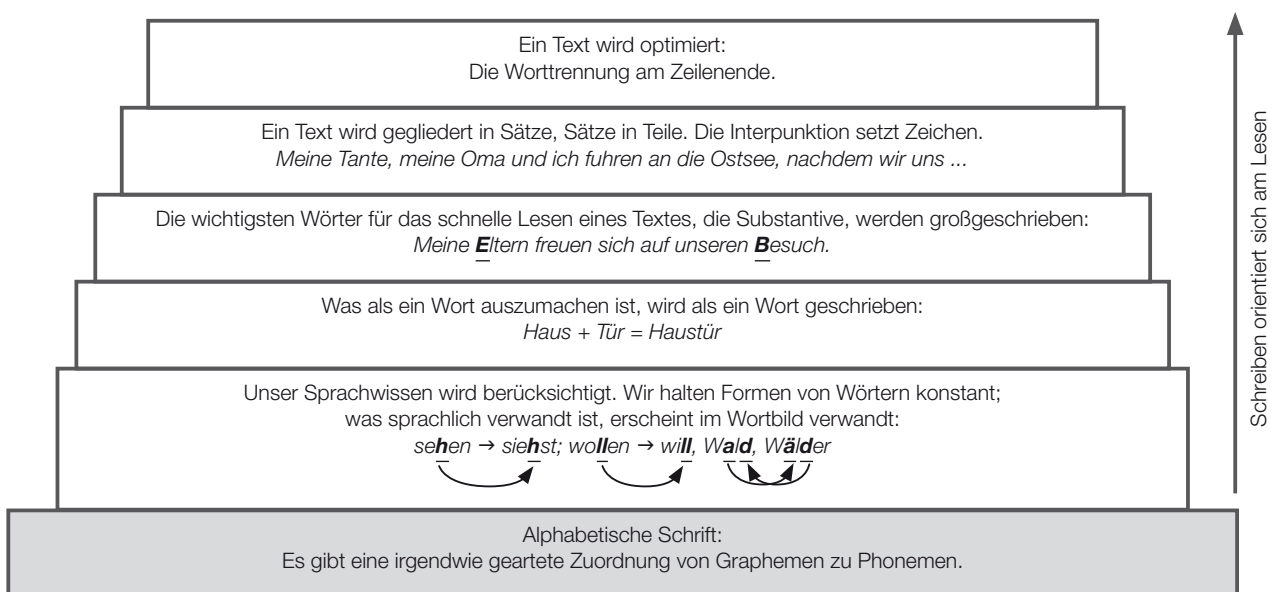 Ein Text wird optimiert:
Die Worttrennung am Zeilenende.
Ein Text wird gegliedert in Sätze, Sätze in Teile. Die Interpunktion setzt Zeichen.
Meine Tante, meine Oma und ich fuhren an die Ostsee, nachdem wir uns ...
Die wichtigsten Wörter für das schnelle Lesen eines Textes, die Substantive, werden großgeschrieben:
Meine Eltern freuen sich auf unseren Besuch.
Was als ein Wort auszumachen ist, wird als ein Wort geschrieben:
Haus + Tür = Haustür
Unser Sprachwissen wird berücksichtigt. Wir halten Formen von Wörtern konstant;
was sprachlich verwandt ist, erscheint im Wortbild verwandt:
sehen → siehst; wollen → will, Wald, Wälder
Alphabetische Schrift:
Es gibt eine irgendwie geartete Zuordnung von Graphemen zu Phonemen.
Schreiben orientiert sich am Lesen